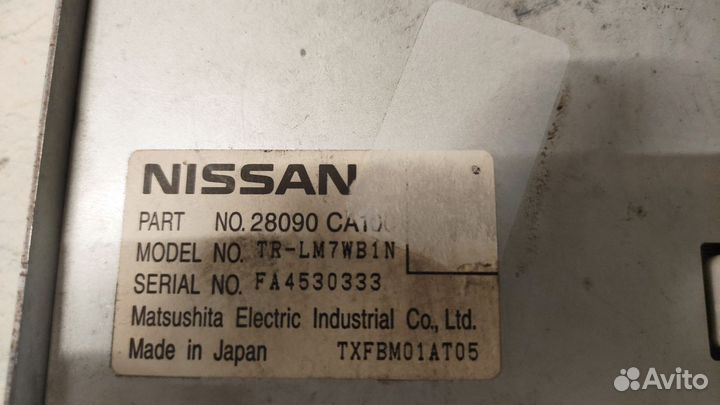 NISSAN
PART NO. 28090 CA100
MODEL NO. TR-LM7WB1N
SERIAL NO. FA4530333
Matsushita Electric Industrial Co., Ltd.
Made in Japan TXFBM01AT05
Avito